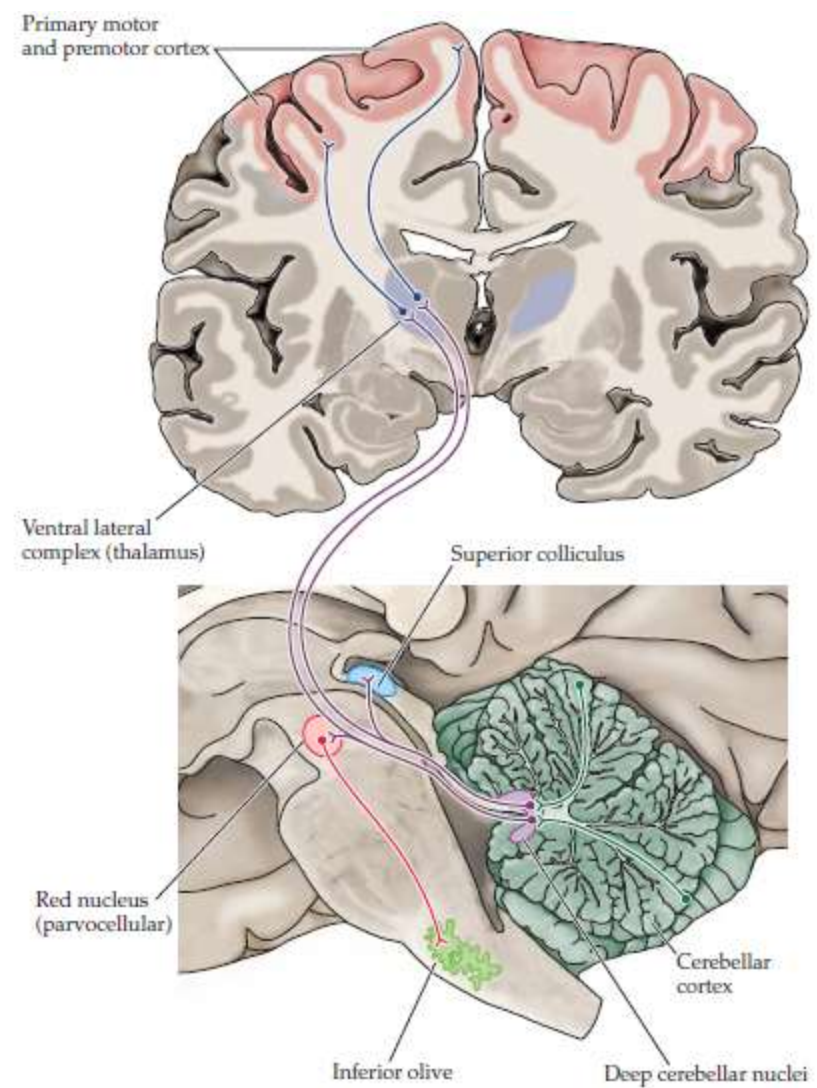 Primary motor
and premotor cortex
Ventral lateral
complex (thalamus)
Superior colliculus
Red nucleus
(parvocellular)
Cerebellar
cortex
Inferior olive
Deep cerebellar nuclei